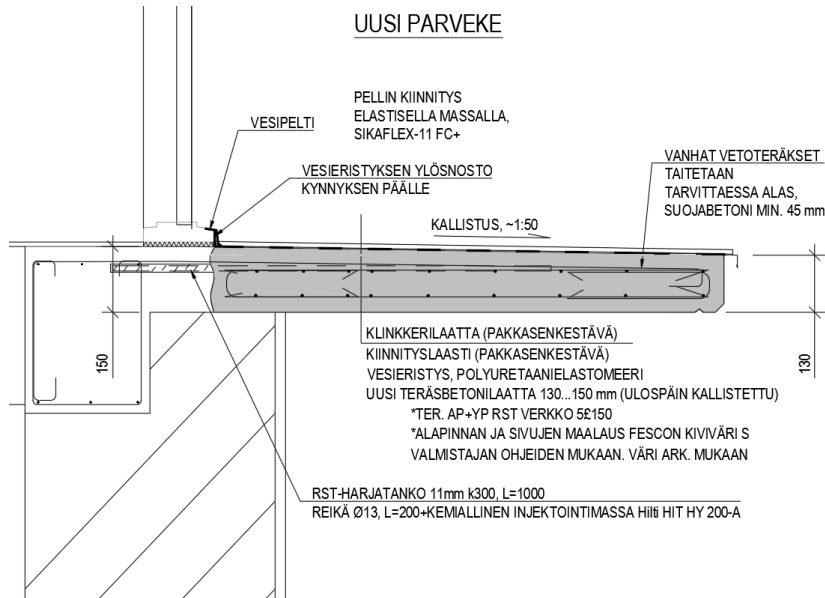 UUSI PARVEKE
PELLIN KIINNITYS
ELASTISELLA MASSALLA,
SIKAFLEX-11 FC+
VESIPELTI
VESIERISTYKSEN YLÖSNOSTO
KYNNYKSEN PÄÄLLE
VANHAT VETOTERÄKSET
TAITETAAN
TARVITTAESSA ALAS,
SUOJABETONI MIN. 45 mm
KALLISTUS, ~1:50
150
130
KLINKKERILAATTA (PAKKASENKESTÄVÄ)
KIINNITYSLAASTI (PAKKASENKESTÄVÄ)
VESIERISTYS, POLYURETAANIELASTOMEERI
UUSI TERÄSBETONILAATTA 130...150 mm (ULOSPÄIN KALLISTETTU)
*TER. AP+YP RST VERKKO 5£150
*ALAPINNAN JA SIVUJEN MAALAUS FESCON KIVIVÄRI S
VALMISTAJAN OHJEIDEN MUKAAN. VÄRI ARK. MUKAAN
RST-HARJATANKO 11mm k300, L=1000
REIKÄ Ø13, L=200+KEMIALLINEN INJEKTOINTIMASSA Hilti HIT HY 200-A